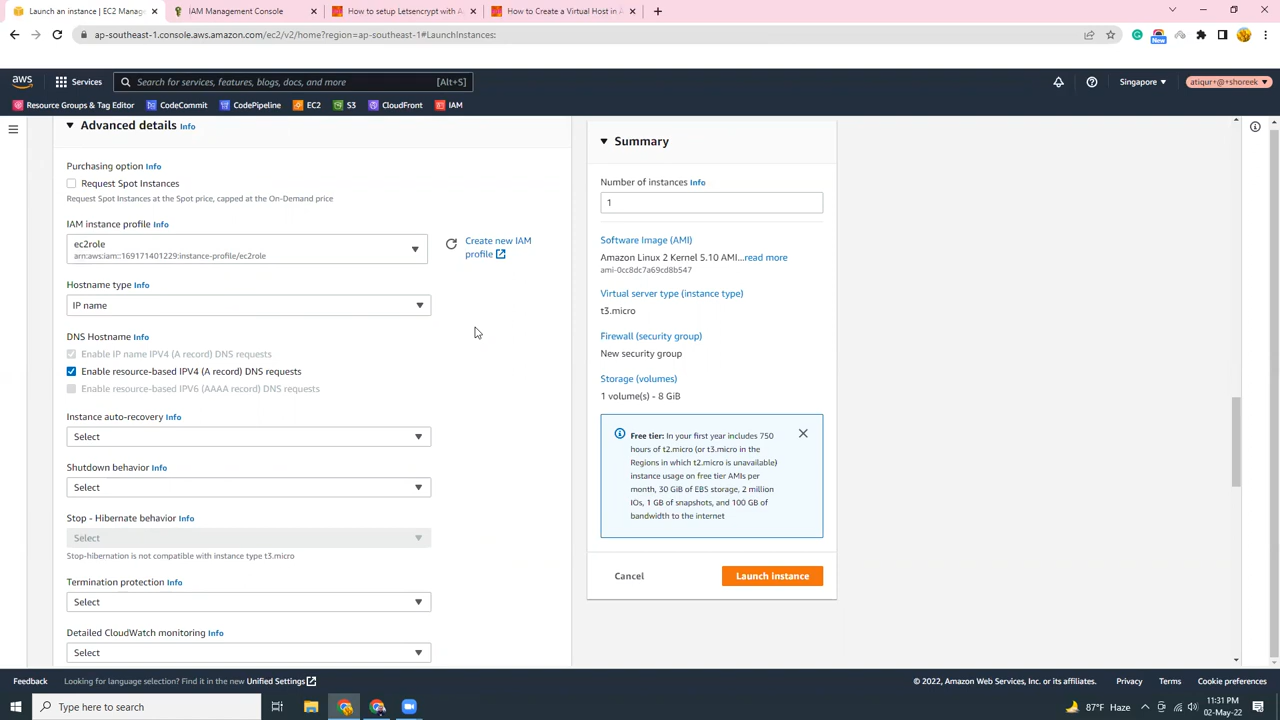 Launch an instance | EC2 Manage
IAM Management Console
How to setup Letsencrypt with A
How to Create a Virtual Host in A
ap-southeast-1.console.aws.amazon.com/ec2/v2/home?region=ap-southeast-1#LaunchInstances:
New
aws
Services
Search for services, features, blogs, docs, and more
[Alt+S]
Singapore
atiqur+@+shoreek
Resource Groups & Tag Editor
CodeCommit
CodePipeline
EC2
S3
CloudFront
IAM
Advanced details Info
Purchasing option Info
Request Spot Instances
Request Spot Instances at the Spot price, capped at the On-Demand price
IAM instance profile Info
ec2role
arn:aws:iam::169171401229:instance-profile/ec2role
Create new IAM
profile
Hostname type Info
IP name
DNS Hostname Info
Enable IP name IPV4 (A record) DNS requests
Enable resource-based IPV4 (A record) DNS requests
Enable resource-based IPV6 (AAAA record) DNS requests
Instance auto-recovery Info
Select
Shutdown behavior Info
Select
Stop - Hibernate behavior Info
Select
Stop-hibernation is not compatible with instance type t3.micro
Termination protection Info
Select
Detailed CloudWatch monitoring Info
Select
Summary
Number of instances Info
1
Software Image (AMI)
Amazon Linux 2 Kernel 5.10 AMI...read more
ami-0cc8dc7a69cd8b547
Virtual server type (instance type)
t3.micro
Firewall (security group)
New security group
Storage (volumes)
1 volume(s) - 8 GiB
Free tier: In your first year includes 750
hours of t2.micro (or t3.micro in the
Regions in which t2.micro is unavailable)
instance usage on free tier AMIs per
month, 30 GiB of EBS storage, 2 million
IOs, 1 GB of snapshots, and 100 GB of
bandwidth to the internet
Cancel
Launch instance
Feedback
Looking for language selection? Find it in the new Unified Settings
© 2022, Amazon Web Services, Inc. or its affiliates.
Privacy
Terms
Cookie preferences
Type here to search
87°F Haze
11:31 PM
02-May-22